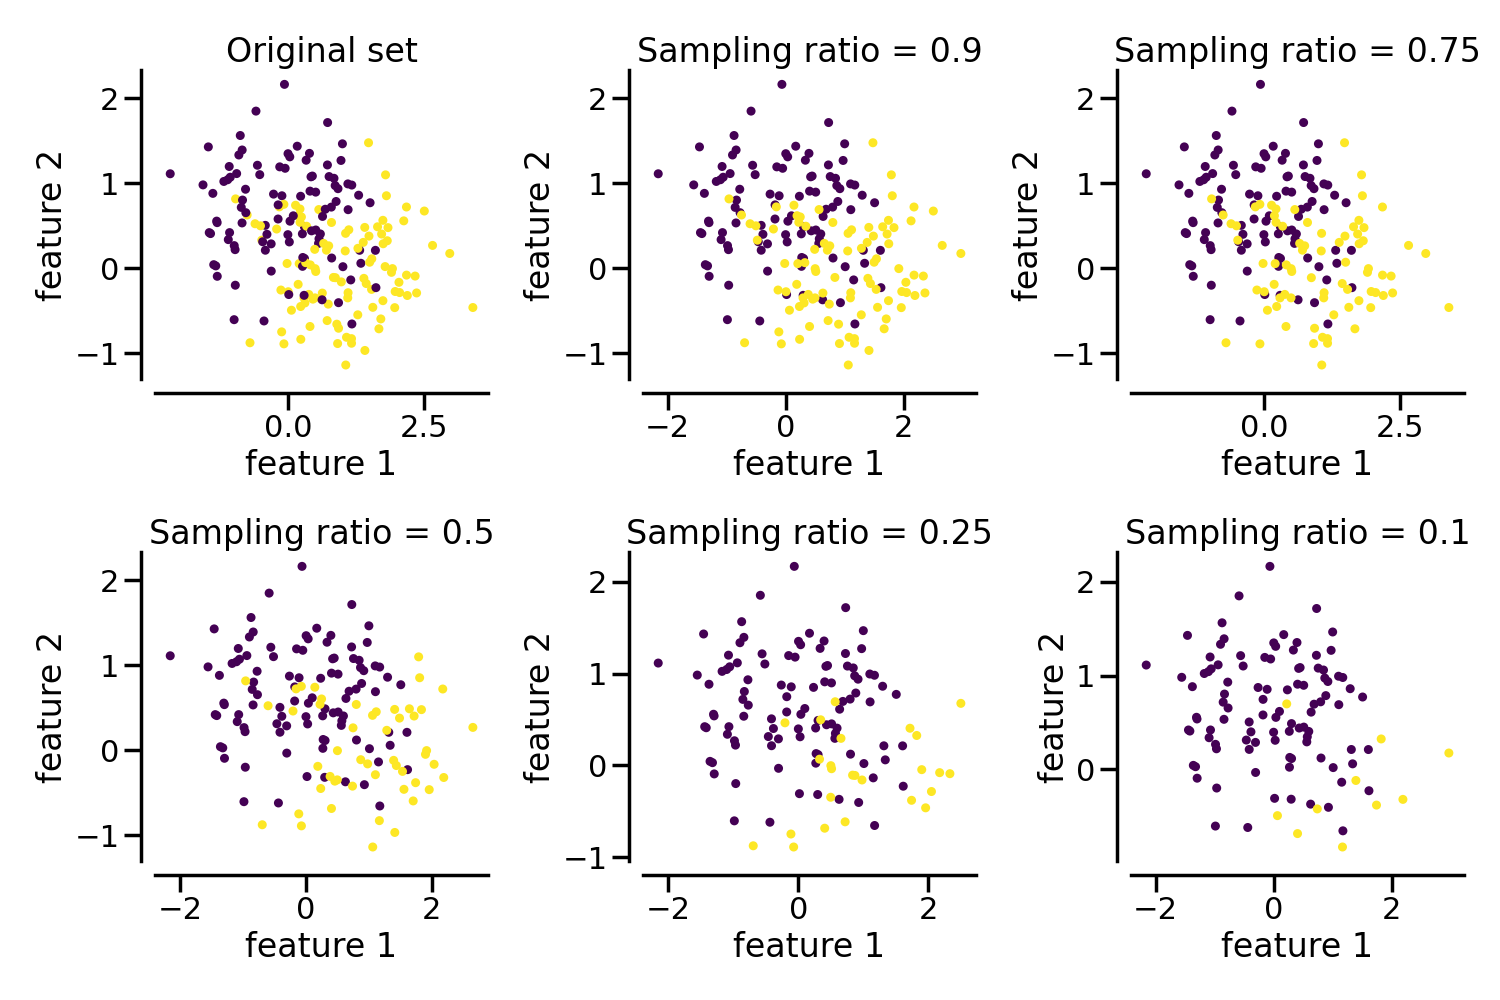 Original set
Sampling ratio = 0.9
Sampling ratio = 0.75
feature 2
2
1
0
−1
0.0
2.5
feature 1
feature 2
2
1
0
−1
−2
0
2
feature 1
feature 2
2
1
0
−1
0.0
2.5
feature 1
Sampling ratio = 0.5
Sampling ratio = 0.25
Sampling ratio = 0.1
feature 2
2
1
0
−1
−2
0
2
feature 1
feature 2
2
1
0
−1
−2
0
2
feature 1
feature 2
2
1
0
−2
0
2
feature 1